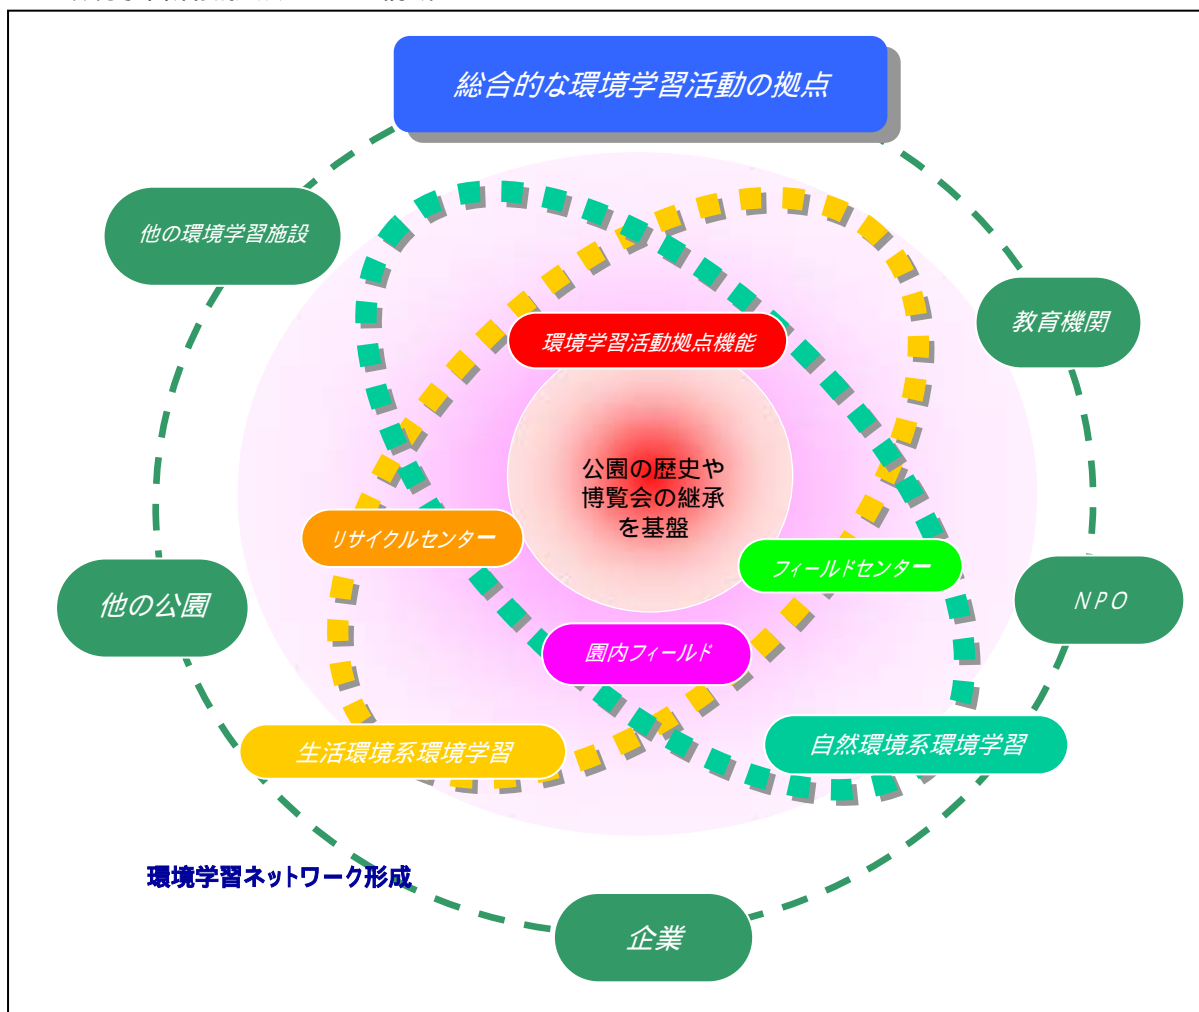 総合的な環境学習活動の拠点
他の環境学習施設
教育機関
環境学習活動拠点機能
公園の歴史や
博覧会の継承
を基盤
リサイクルセンター
フィールドセンター
他の公園
NPO
園内フィールド
生活環境系環境学習
自然環境系環境学習
環境学習ネットワーク形成
企業